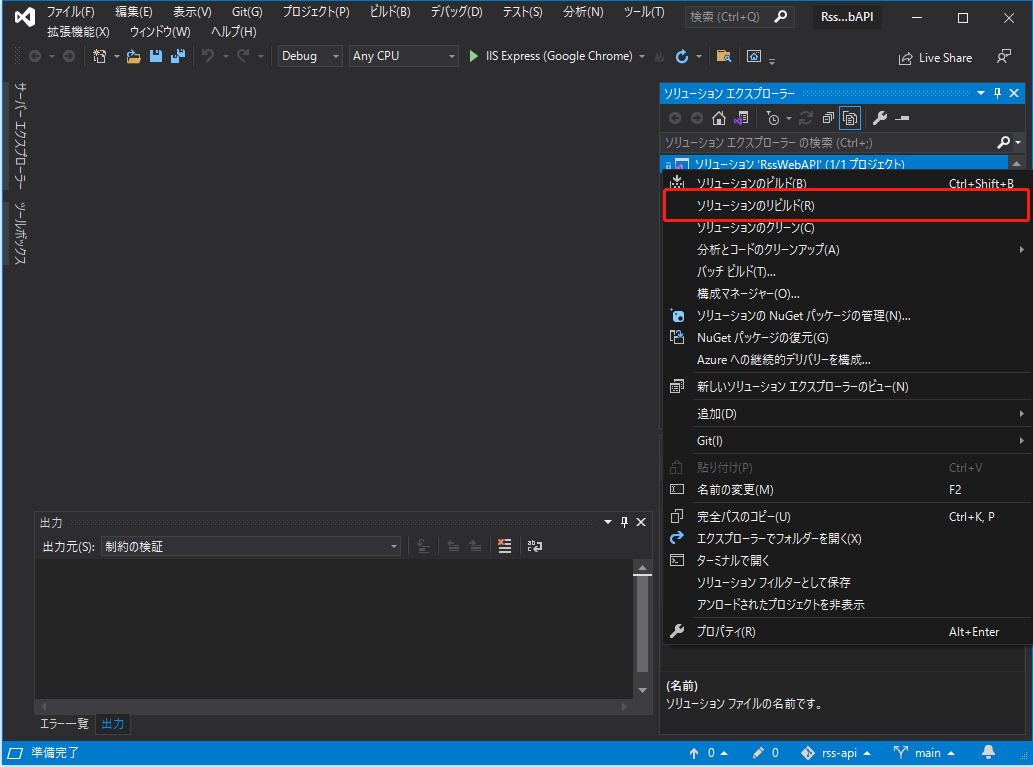 ファイル(F) 編集(E) 表示(V) Git(G) プロジェクト(P) ビルド(B) デバッグ(D) テスト(S) 分析(N) ツール(T) 検索 (Ctrl+Q) Rss...bAPI
拡張機能(X) ウィンドウ(W) ヘルプ(H)
Debug Any CPU IIS Express (Google Chrome) Live Share
サーバー エクスプローラー
ツールボックス
ソリューション エクスプローラー
ソリューション エクスプローラー の検索 (Ctrl+;)
ソリューション 'RssWebAPI' (1/1 プロジェクト)
ソリューションのビルド(B) Ctrl+Shift+B
ソリューションのリビルド(R)
ソリューションのクリーン(C)
分析とコードのクリーンアップ(A)
バッチ ビルド(T)...
構成マネージャー(O)...
ソリューションの NuGet パッケージの管理(N)...
NuGet パッケージの復元(G)
Azure への継続的デリバリーを構成...
新しいソリューション エクスプローラーのビュー(N)
追加(D)
Git(I)
貼り付け(P) Ctrl+V
名前の変更(M) F2
完全パスのコピー(U) Ctrl+K, P
エクスプローラーでフォルダーを開く(X)
ターミナルで開く
ソリューション フィルターとして保存
アンロードされたプロジェクトを非表示
プロパティ(R) Alt+Enter
出力
出力元(S): 制約の検証
エラー一覧 出力
(名前)
ソリューション ファイルの名前です。
準備完了 0 0 rss-api main